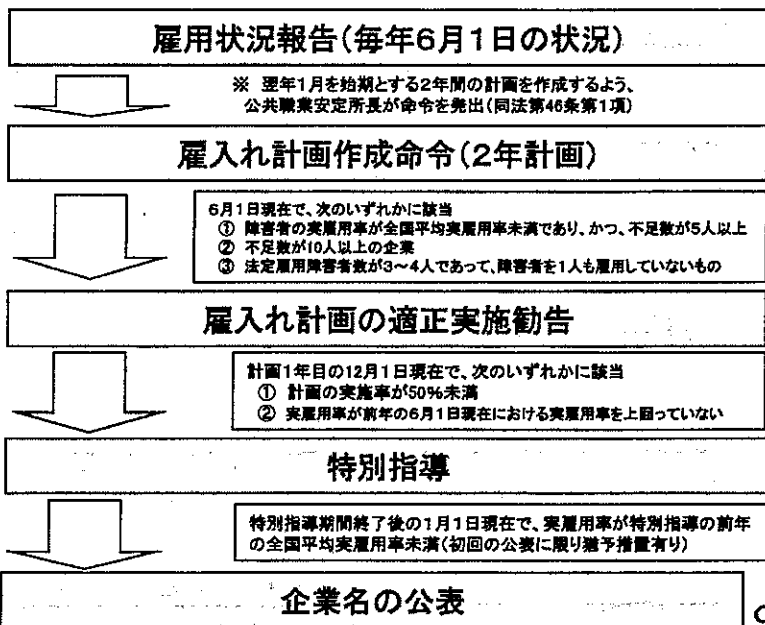 雇用状況報告(毎年6月1日の状況)
※ 翌年1月を始期とする2年間の計画を作成するよう、
公共職業安定所長が命令を発出(同法第46条第1項)
雇入れ計画作成命令(2年計画)
6月1日現在で、次のいずれかに該当
① 障害者の実雇用率が全国平均実雇用率未満であり、かつ、不足数が5人以上
② 不足数が10人以上の企業
③ 法定雇用障害者数が3～4人であって、障害者を1人も雇用していないもの
雇入れ計画の適正実施勧告
計画1年目の12月1日現在で、次のいずれかに該当
① 計画の実施率が50%未満
② 実雇用率が前年の6月1日現在における実雇用率を上回っていない
特別指導
特別指導期間終了後の1月1日現在で、実雇用率が特別指導の前年
の全国平均実雇用率未満(初回の公表に限り猶予措置有り)
企業名の公表